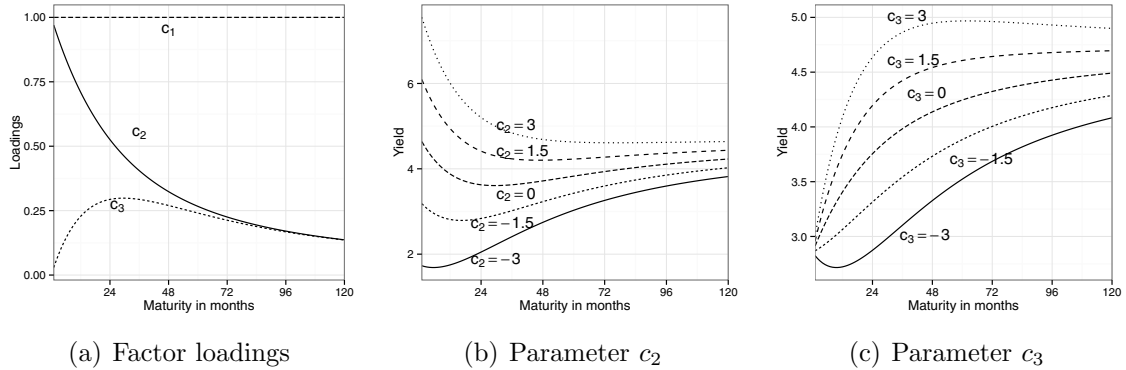 Loadings
1.00
0.75
0.50
0.25
0.00
c1
c2
c3
24 48 72 96 120
Maturity in months
(a) Factor loadings
Yield
6
4
2
c2 = 3
c2 = 1.5
c2 = 0
c2 = −1.5
c2 = −3
24 48 72 96 120
Maturity in months
(b) Parameter c2
Yield
5.0
4.5
4.0
3.5
3.0
c3 = 3
c3 = 1.5
c3 = 0
c3 = −1.5
c3 = −3
24 48 72 96 120
Maturity in months
(c) Parameter c3